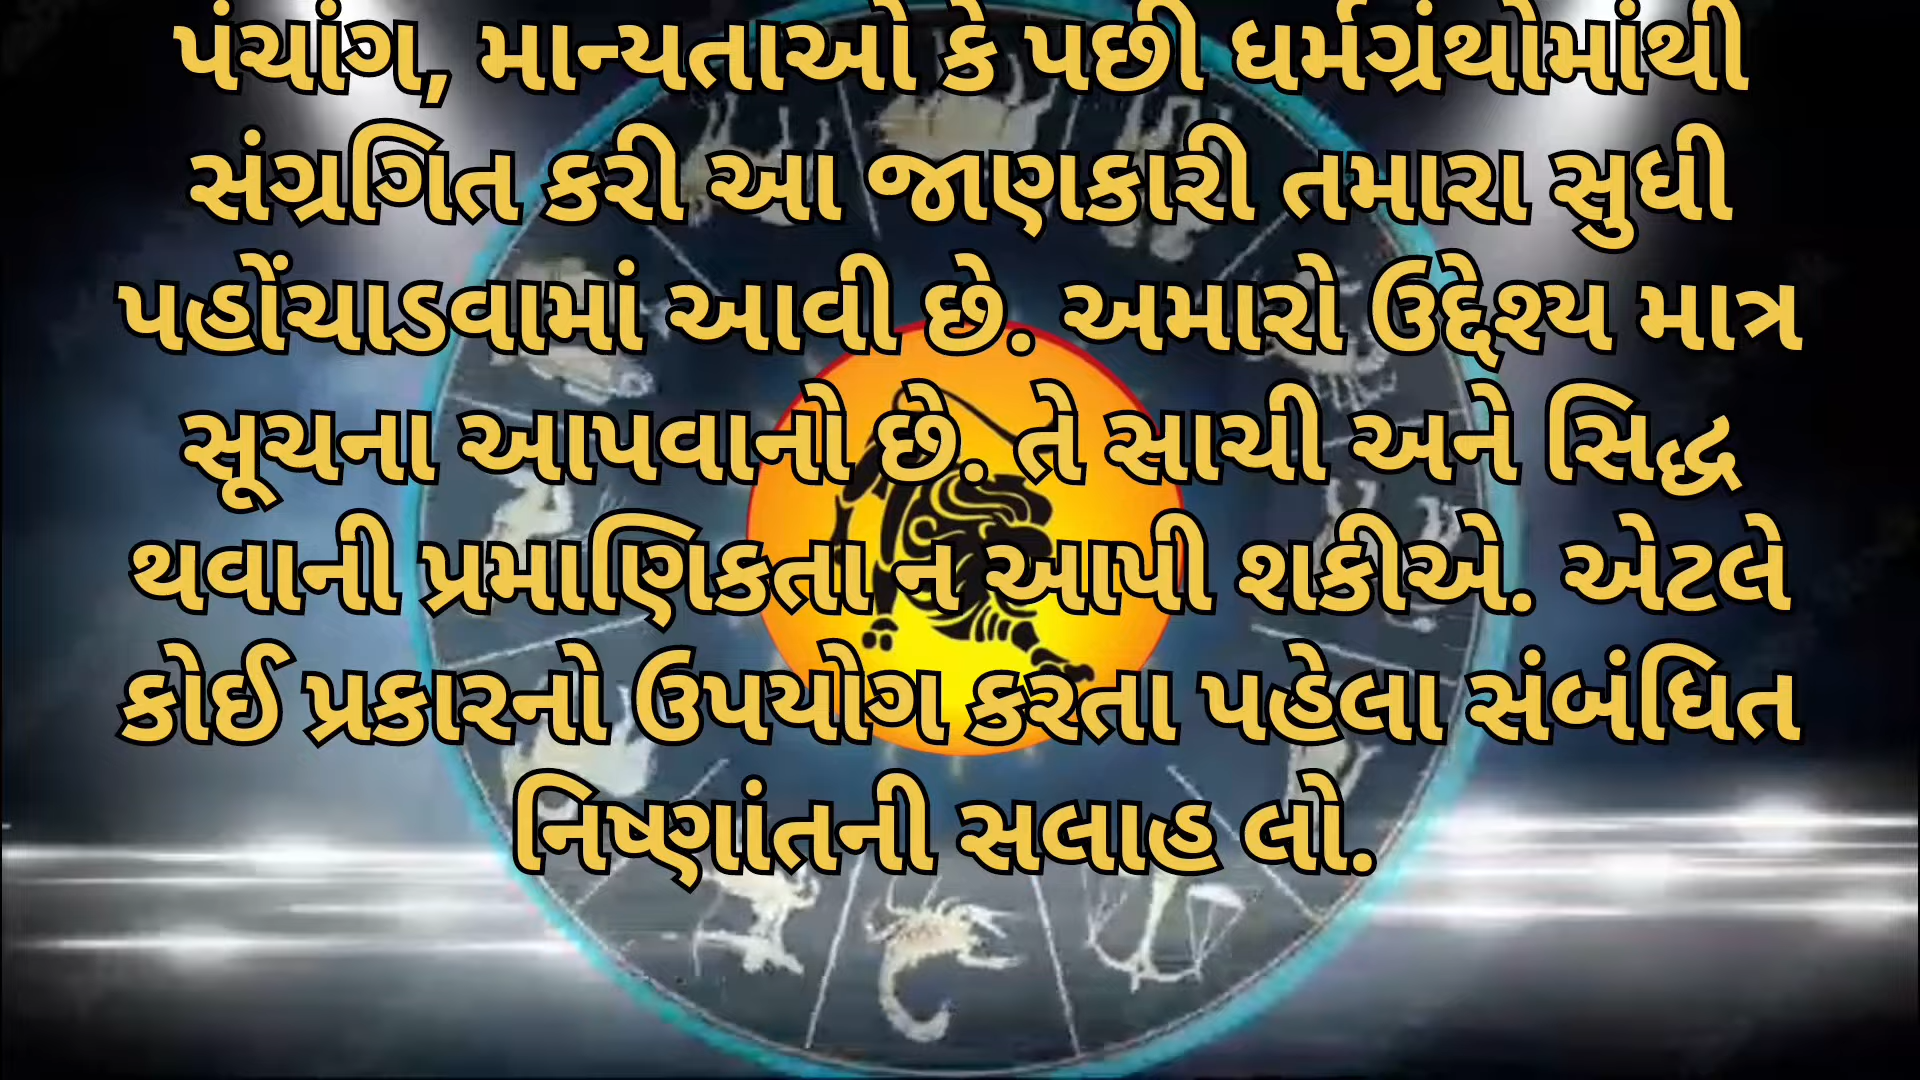 પંચાંગ, માન્યતાઓ કે પછી ધર્મગ્રંથોમાંથી
સંગ્રગિત કરી આ જાણકારી તમારા સુધી
પહોંચાડવામાં આવી છે. અમારો ઉદ્દેશ્ય માત્ર
સૂચના આપવાનો છે. તે સાચી અને સિદ્ધ
થવાની પ્રમાણિકતા ન આપી શકીએ. એટલે
કોઈ પ્રકારનો ઉપયોગ કરતા પહેલા સંબંધિત
નિષ્ણાંતની સલાહ લો.